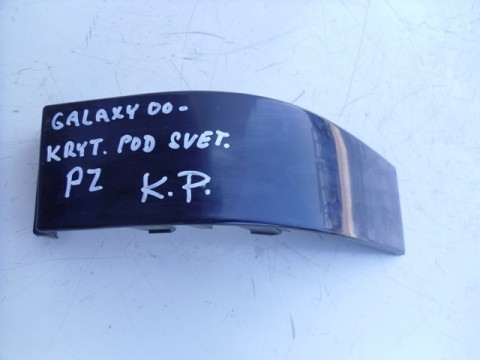 GALAXY 00-
KRYT. POD SVET.
PZ K.P.